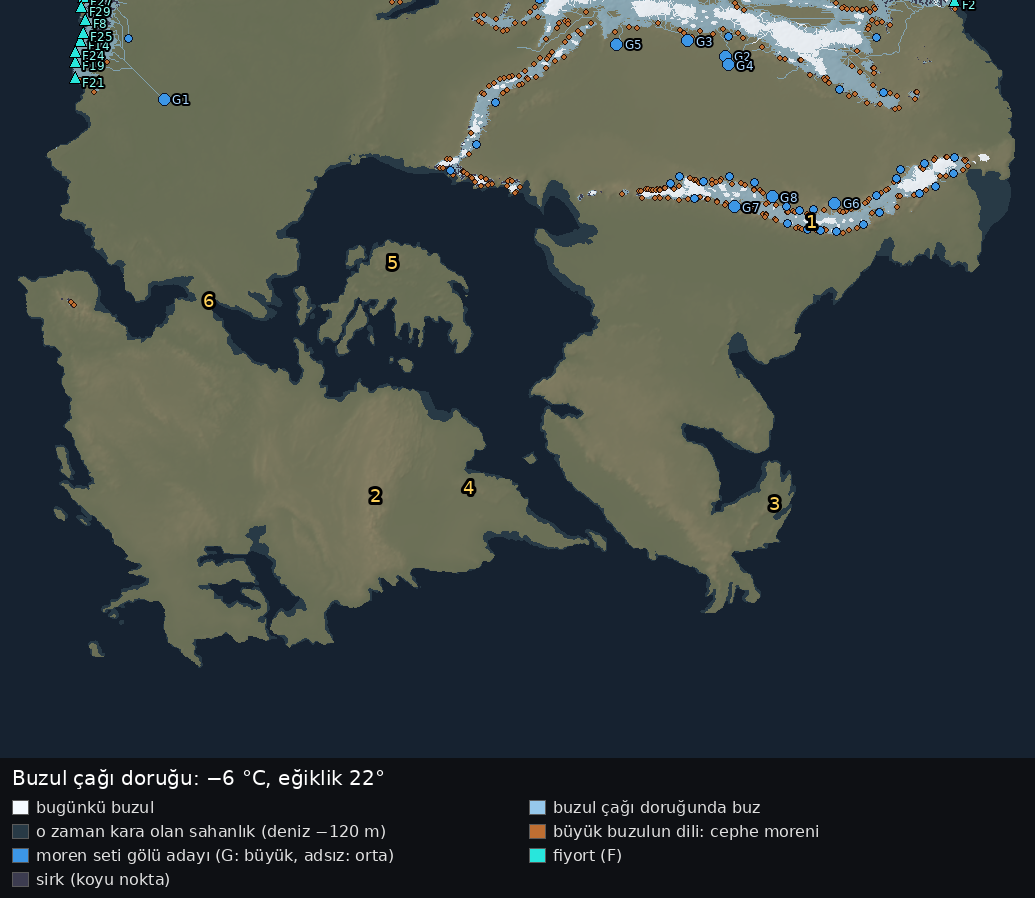 F29
F8
F25
F14
F24
F19
F21
F2
G5
G3
G2
G4
G1
G8
G7
G6
1
5
6
2
4
3
Buzul çağı doruğu: −6 °C, eğiklik 22°
bugünkü buzul
buzul çağı doruğunda buz
o zaman kara olan sahanlık (deniz −120 m)
büyük buzulun dili: cephe moreni
moren seti gölü adayı (G: büyük, adsız: orta)
fiyort (F)
sirk (koyu nokta)